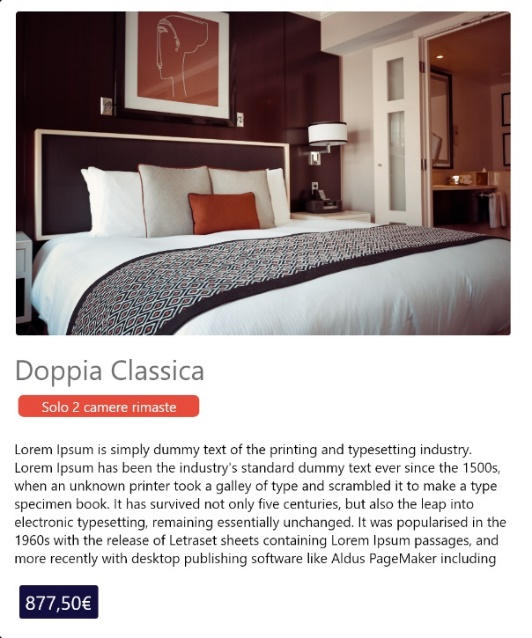 Doppia Classica
Solo 2 camere rimaste
Lorem Ipsum is simply dummy text of the printing and typesetting industry.
Lorem Ipsum has been the industry's standard dummy text ever since the 1500s,
when an unknown printer took a galley of type and scrambled it to make a type
specimen book. It has survived not only five centuries, but also the leap into
electronic typesetting, remaining essentially unchanged. It was popularised in the
1960s with the release of Letraset sheets containing Lorem Ipsum passages, and
more recently with desktop publishing software like Aldus PageMaker including
877,50€